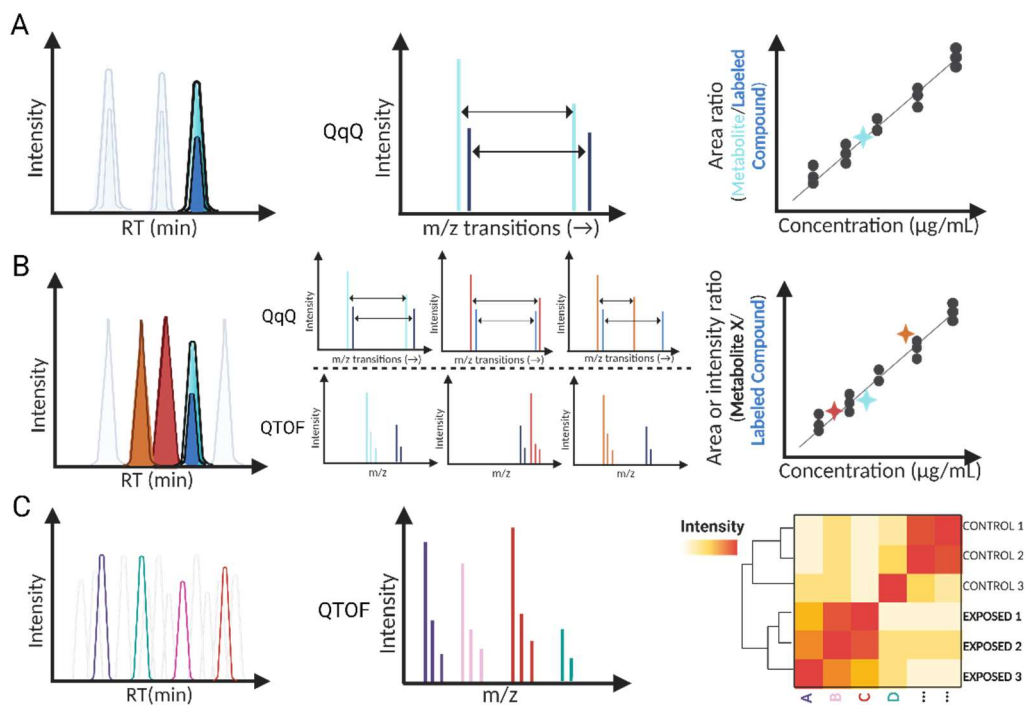 A
Intensity
RT (min)
QqQ
Intensity
m/z transitions (→)
Area ratio
(Metabolite/Labeled
Compound)
Concentration (µg/mL)
B
Intensity
RT (min)
QqQ
Intensity
m/z transitions (→)
Intensity
m/z transitions (→)
Intensity
m/z transitions (→)
QTOF
Intensity
m/z
Intensity
m/z
Intensity
m/z
Area or intensity ratio
(Metabolite X/
Labeled Compound)
Concentration (µg/mL)
C
Intensity
RT(min)
QTOF
Intensity
m/z
Intensity
CONTROL 1
CONTROL 2
CONTROL 3
EXPOSED 1
EXPOSED 2
EXPOSED 3
A
B
C
D
...
...